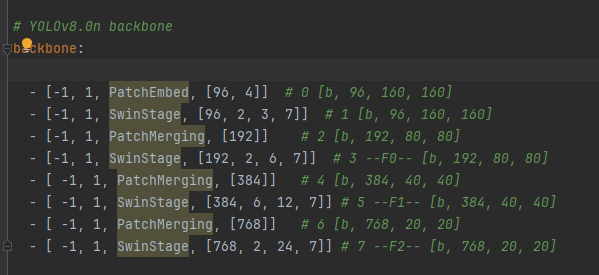 # YOLOv8.0n backbone
backbone:
- [-1, 1, PatchEmbed, [96, 4]]  # 0 [b, 96, 160, 160]
- [-1, 1, SwinStage, [96, 2, 3, 7]]  # 1 [b, 96, 160, 160]
- [-1, 1, PatchMerging, [192]]    # 2 [b, 192, 80, 80]
- [-1, 1, SwinStage, [192, 2, 6, 7]]  # 3 --F0-- [b, 192, 80, 80]
- [ -1, 1, PatchMerging, [384]]   # 4 [b, 384, 40, 40]
- [ -1, 1, SwinStage, [384, 6, 12, 7]] # 5 --F1-- [b, 384, 40, 40]
- [ -1, 1, PatchMerging, [768]]   # 6 [b, 768, 20, 20]
- [ -1, 1, SwinStage, [768, 2, 24, 7]] # 7 --F2-- [b, 768, 20, 20]